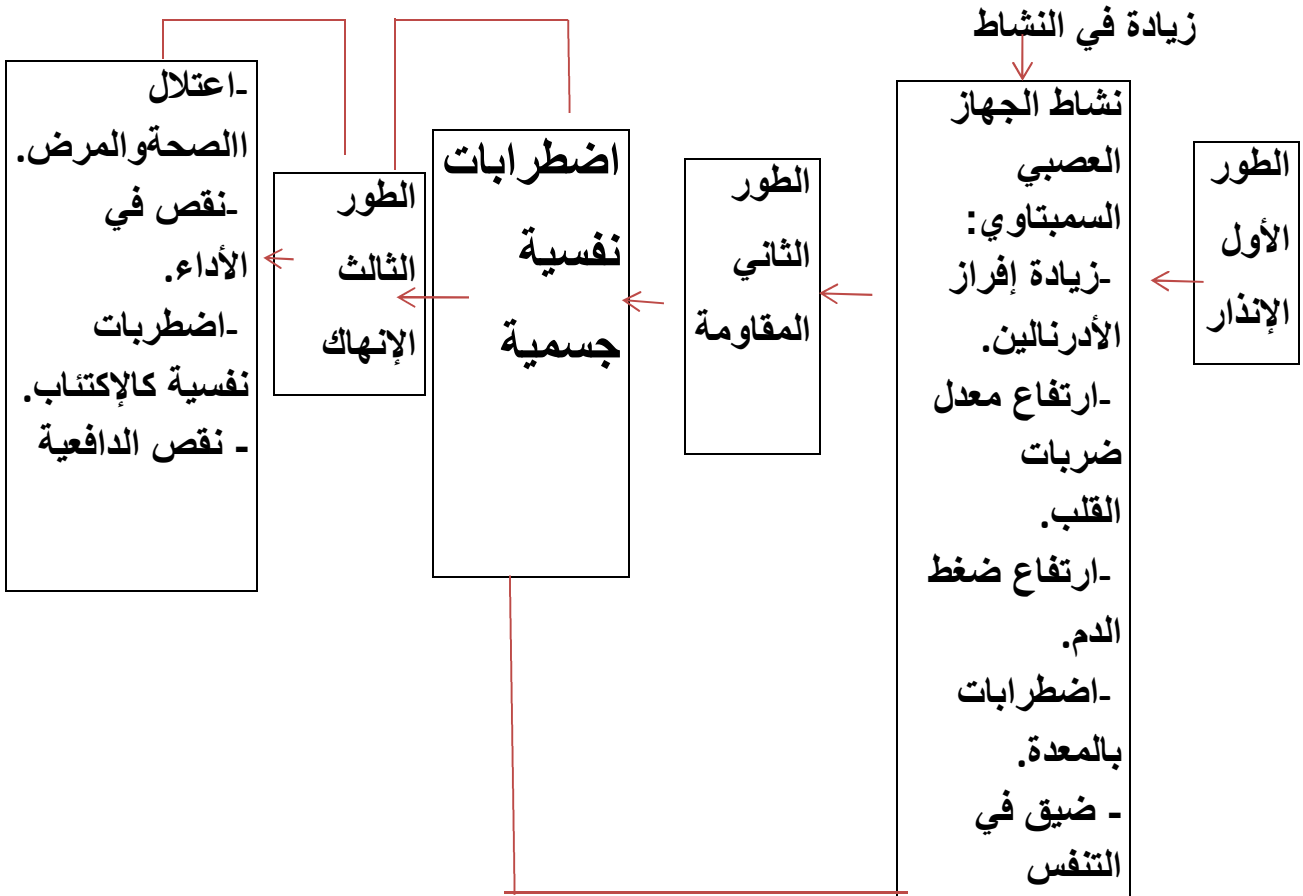 زيادة في النشاط
الطور
الأول
الإنذار
نشاط الجهاز
العصبي
السمبتاوي:
-زيادة إفراز
الأدرنالين.
-ارتفاع معدل
ضربات
القلب.
-ارتفاع ضغط
الدم.
-اضطرابات
بالمعدة.
- ضيق في
التنفس
الطور
الثاني
المقاومة
اضطرابات
نفسية
جسمية
الطور
الثالث
الإنهاك
-اعتلال
االصحةوالمرض.
-نقص في
الأداء.
-اضطربات
نفسية كالإكتئاب.
- نقص الدافعية